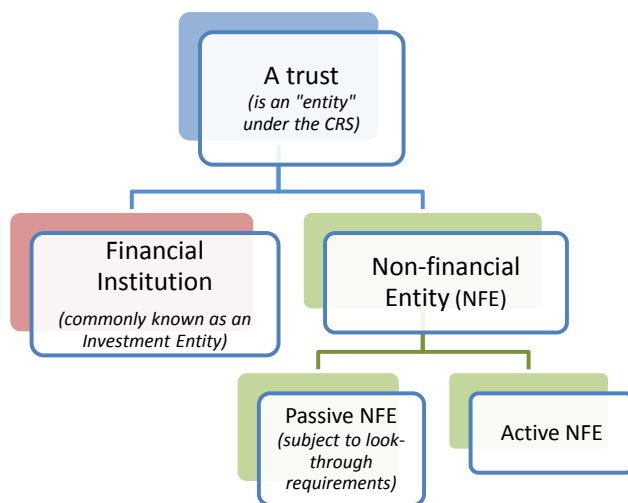 A trust
(is an "entity"
under the CRS)
Financial
Institution
(commonly known as an
Investment Entity)
Non-financial
Entity (NFE)
Passive NFE
(subject to look-
through
requirements)
Active NFE